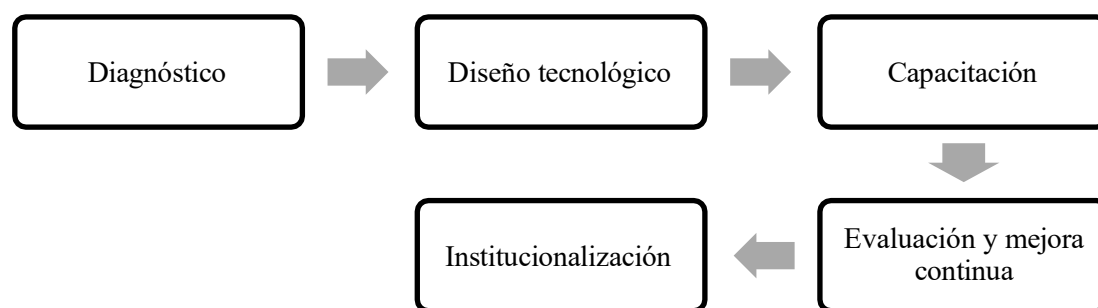 Diagnóstico
Diseño tecnológico
Capacitación
Evaluación y mejora
continua
Institucionalización